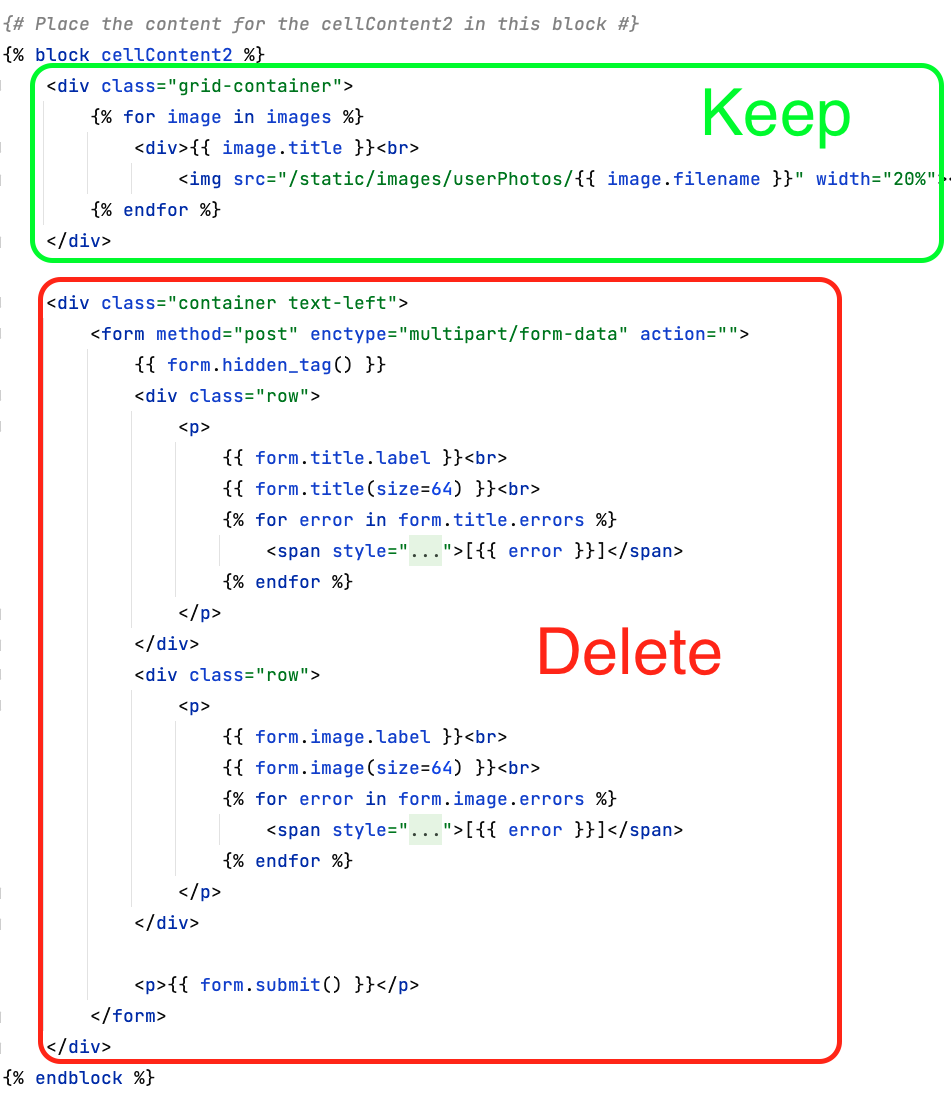 {# Place the content for the cellContent2 in this block #}
{% block cellContent2 %}
    <div class="grid-container">
        {% for image in images %}
Keep
            <div>{{ image.title }}<br>
                <img src="/static/images/userPhotos/{{ image.filename }}" width="20%">
        {% endfor %}
    </div>

    <div class="container text-left">
        <form method="post" enctype="multipart/form-data" action="">
            {{ form.hidden_tag() }}
            <div class="row">
                <p>
                    {{ form.title.label }}<br>
                    {{ form.title(size=64) }}<br>
                    {% for error in form.title.errors %}
                        <span style="...">[{{ error }}]</span>
                    {% endfor %}
                </p>
            </div>
Delete
            <div class="row">
                <p>
                    {{ form.image.label }}<br>
                    {{ form.image(size=64) }}<br>
                    {% for error in form.image.errors %}
                        <span style="...">[{{ error }}]</span>
                    {% endfor %}
                </p>
            </div>

            <p>{{ form.submit() }}</p>
        </form>
    </div>
{% endblock %}